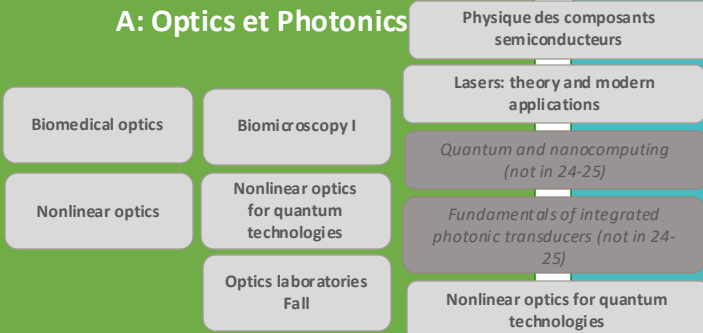 A: Optics et Photonics
Physique des composants
semiconducteurs
Lasers: theory and modern
applications
Biomedical optics
Biomicroscopy I
Quantum and nanocomputing
(not in 24-25)
Nonlinear optics
Nonlinear optics
for quantum
technologies
Fundamentals of integrated
photonic transducers (not in 24-
25)
Optics laboratories
Fall
Nonlinear optics for quantum
technologies